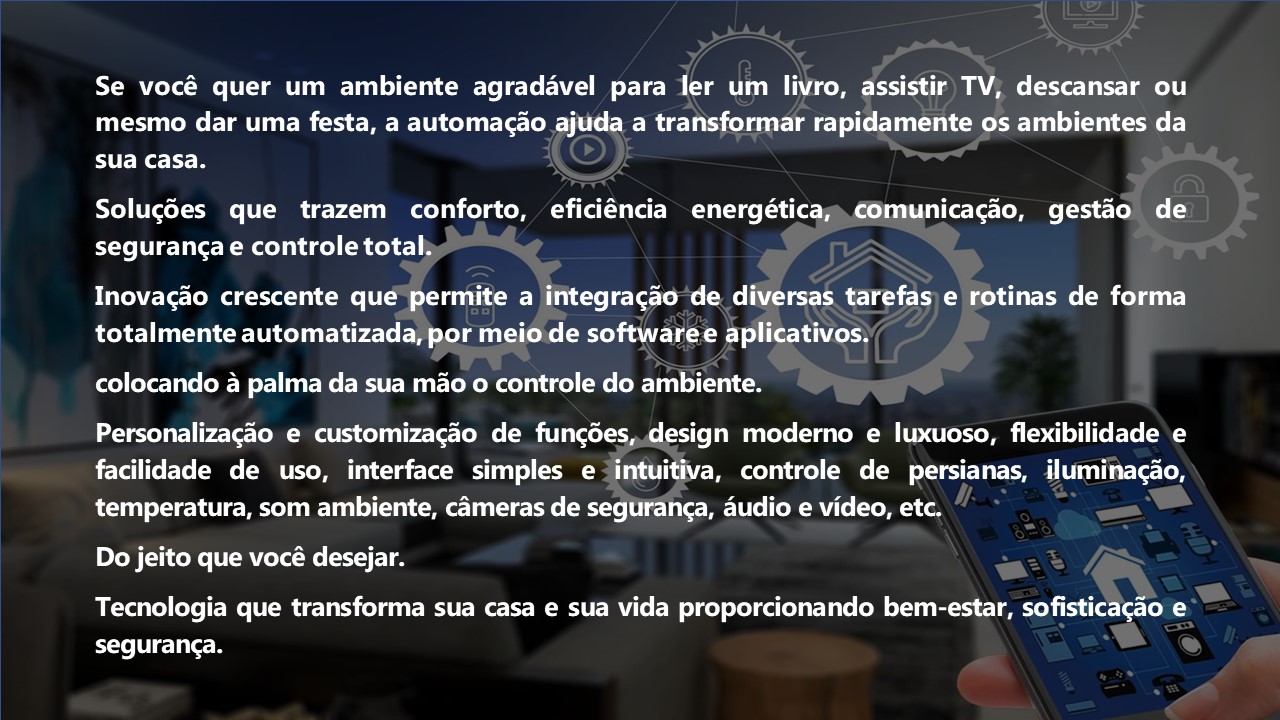 Se você quer um ambiente agradável para ler um livro, assistir TV, descansar ou
mesmo dar uma festa, a automação ajuda a transformar rapidamente os ambientes da
sua casa.
Soluções que trazem conforto, eficiência energética, comunicação, gestão de
segurança e controle total.
Inovação crescente que permite a integração de diversas tarefas e rotinas de forma
totalmente automatizada, por meio de software e aplicativos.
colocando à palma da sua mão o controle do ambiente.
Personalização e customização de funções, design moderno e luxuoso, flexibilidade e
facilidade de uso, interface simples e intuitiva, controle de persianas, iluminação,
temperatura, som ambiente, câmeras de segurança, áudio e vídeo, etc.
Do jeito que você desejar.
Tecnologia que transforma sua casa e sua vida proporcionando bem-estar, sofisticação e
segurança.